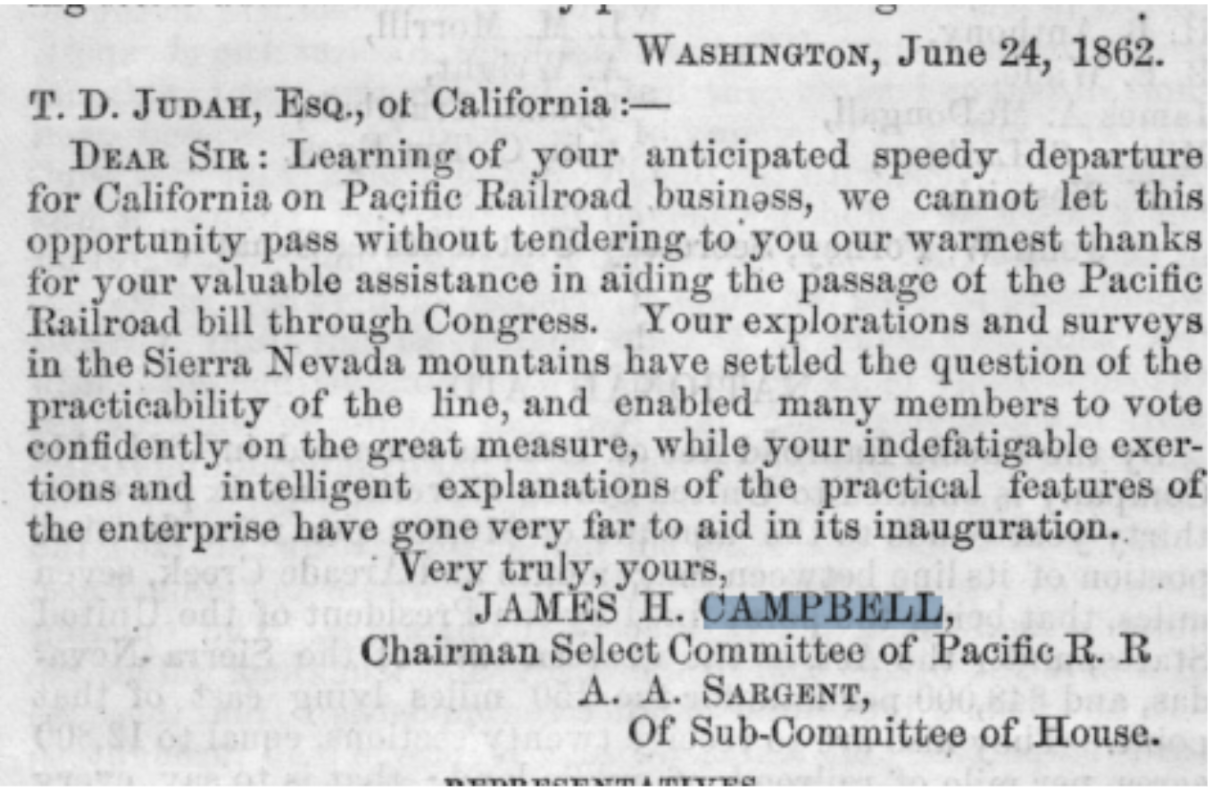 WASHINGTON, June 24, 1862.
T. D. JUDAH, ESQ., of California:—
DEAR SIR: Learning of your anticipated speedy departure
for California on Pacific Railroad business, we cannot let this
opportunity pass without tendering to you our warmest thanks
for your valuable assistance in aiding the passage of the Pacific
Railroad bill through Congress. Your explorations and surveys
in the Sierra Nevada mountains have settled the question of the
practicability of the line, and enabled many members to vote
confidently on the great measure, while your indefatigable exer-
tions and intelligent explanations of the practical features of
the enterprise have gone very far to aid in its inauguration.
Very truly, yours,
JAMES H. CAMPBELL,
Chairman Select Committee of Pacific R. R
A. A. SARGENT,
Of Sub-Committee of House.
REPRESENTATIVES